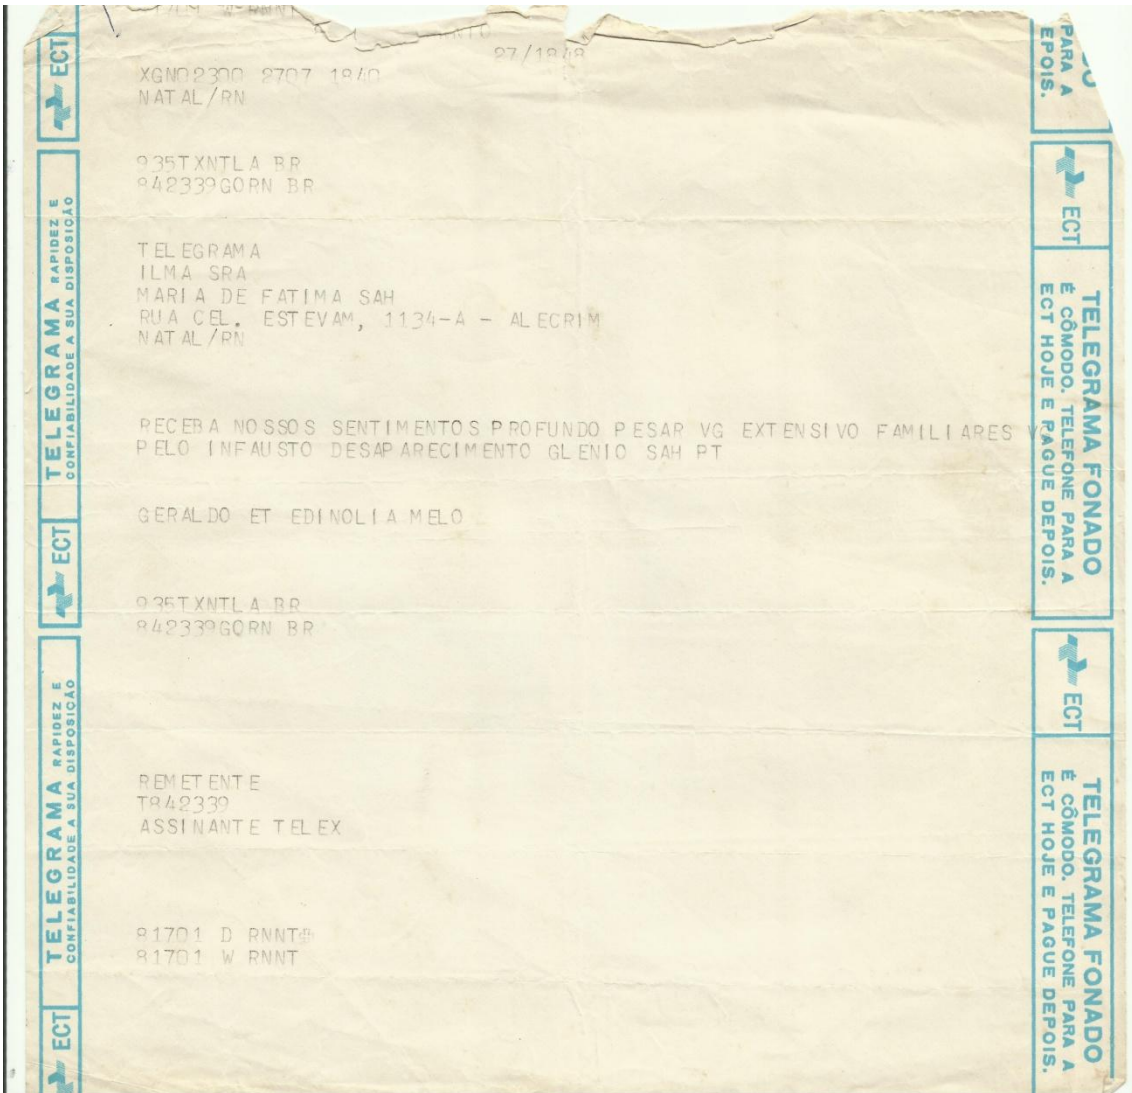 27/1848
XGNO2300 2707 1840
NATAL/RN
935TXNTLA BR
842339GORN BR
TELEGRAMA
ILMA SRA
MARIA DE FATIMA SAH
RUA CEL. ESTEVAM, 1134-A - ALECRIM
NATAL/RN
RECEBA NOSSOS SENTIMENTOS PROFUNDO PESAR VG EXTENSIVO FAMILIARES
PELO INFAUSTO DESAPARECIMENTO GLENIO SAH PT
GERALDO ET EDINOLIA MELO
935TXNTLA BR
842339GORN BR
REMETENTE
T842339
ASSINANTE TELEX
81701 D RNNT
81701 W RNNT
ECT
TELEGRAMA RAPIDEZ E
CONFIABILIDADE A SUA DISPOSIÇÃO
ECT
TELEGRAMA RAPIDEZ E
CONFIABILIDADE A SUA DISPOSIÇÃO
ECT
PARA A
EPOIS.
ECT
TELEGRAMA FONADO
É CÔMODO. TELEFONE PARA A
ECT HOJE E PAGUE DEPOIS.
ECT
TELEGRAMA FONADO
É CÔMODO. TELEFONE PARA A
ECT HOJE E PAGUE DEPOIS.